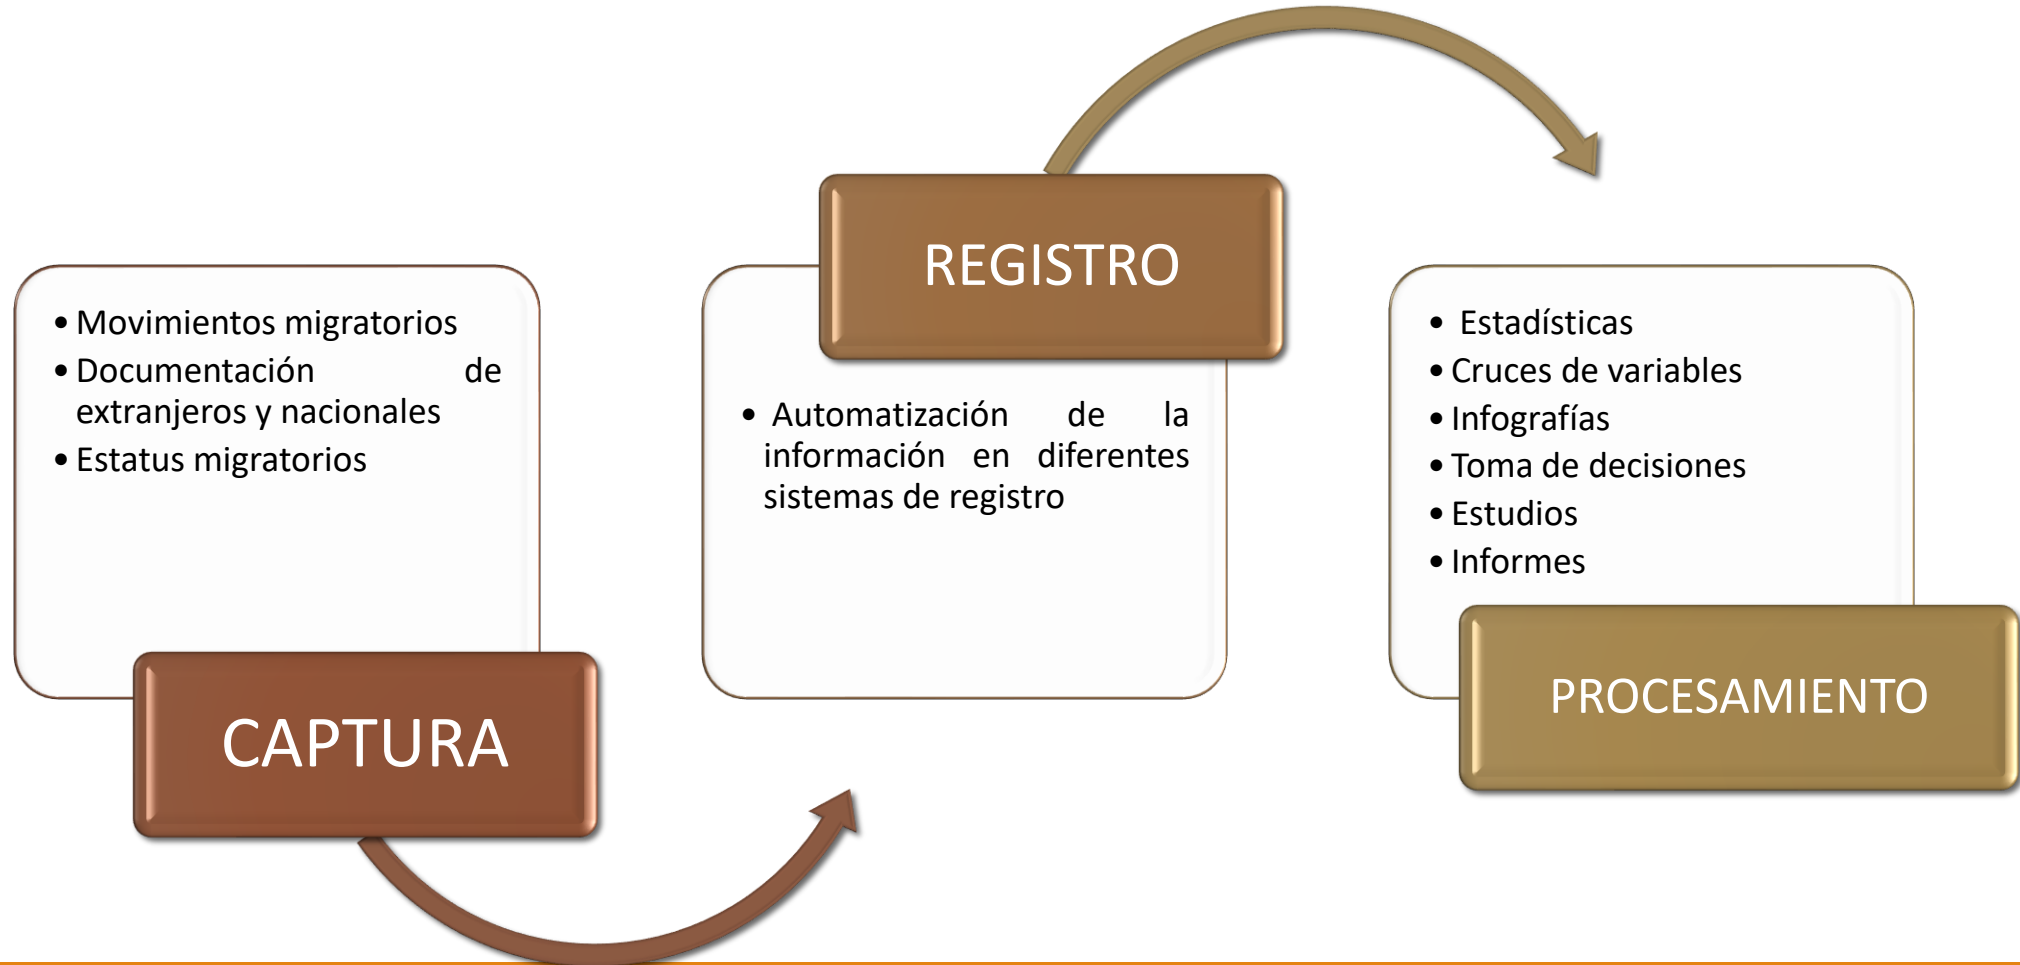 • Movimientos migratorios
• Documentación de
extranjeros y nacionales
• Estatus migratorios
CAPTURA
REGISTRO
• Automatización de la
información en diferentes
sistemas de registro
• Estadísticas
• Cruces de variables
• Infografías
• Toma de decisiones
• Estudios
• Informes
PROCESAMIENTO